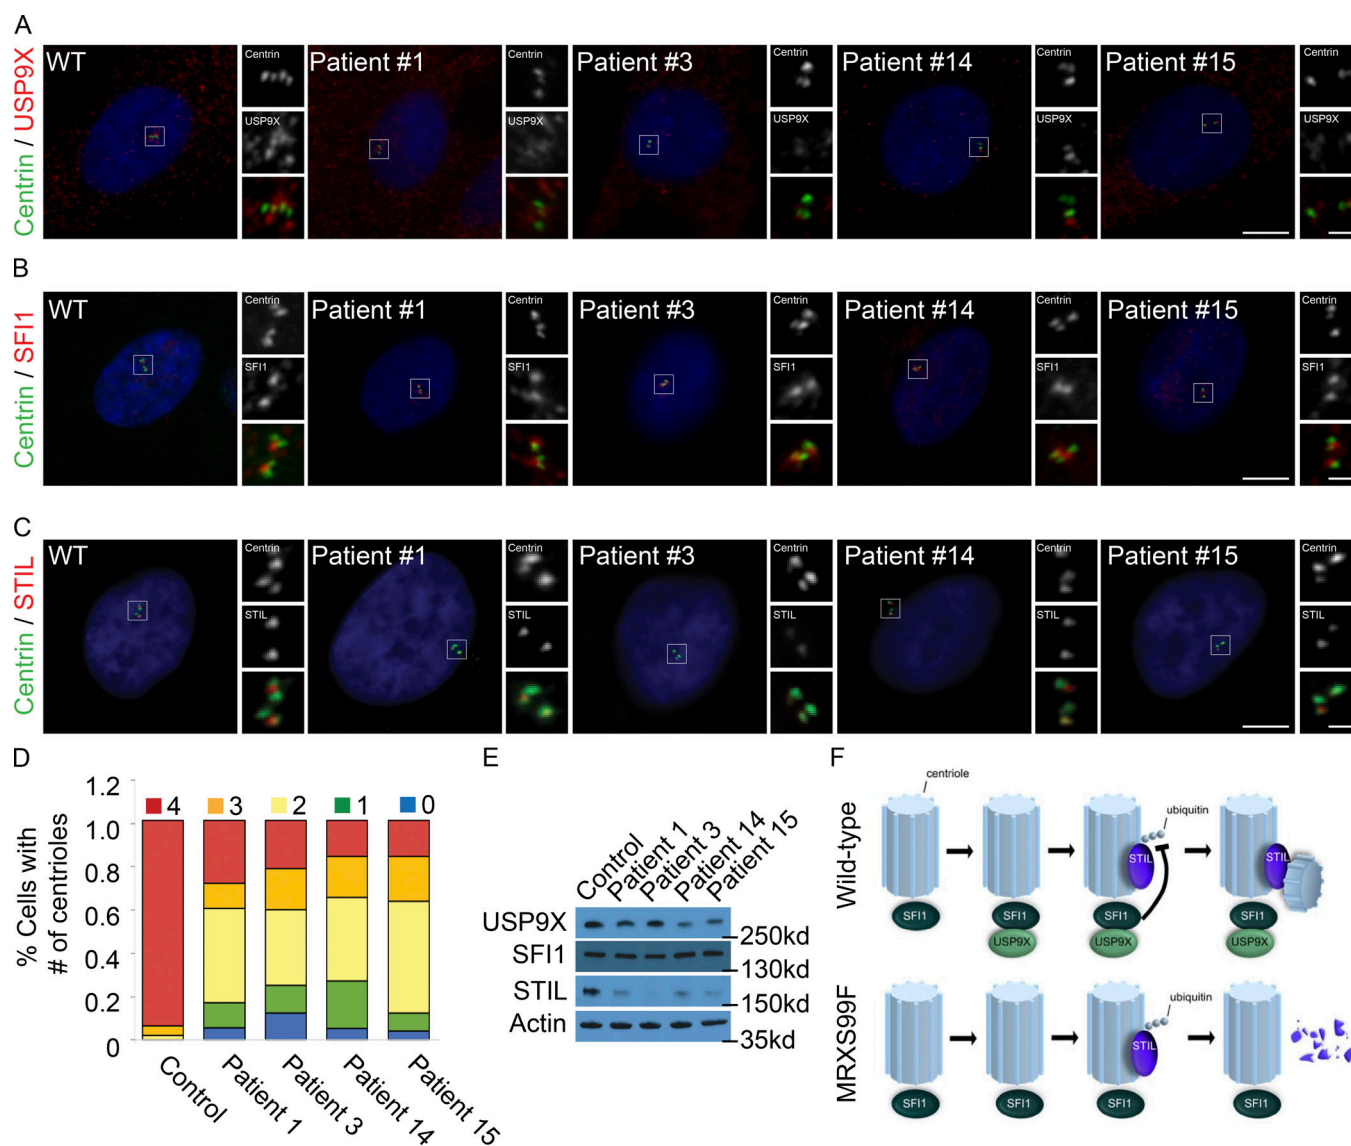 A
Centrin / USP9X
WT
Centrin
USP9X
Patient #1
Centrin
USP9X
Patient #3
Centrin
USP9X
Patient #14
Centrin
USP9X
Patient #15
Centrin
USP9X
B
Centrin / SFI1
WT
Centrin
SFI1
Patient #1
Centrin
SFI1
Patient #3
Centrin
SFI1
Patient #14
Centrin
SFI1
Patient #15
Centrin
SFI1
C
Centrin / STIL
WT
Centrin
STIL
Patient #1
Centrin
STIL
Patient #3
Centrin
STIL
Patient #14
Centrin
STIL
Patient #15
Centrin
STIL
D
% Cells with
# of centrioles
1.2
1.0
0.8
0.6
0.4
0.2
0
4 3 2 1 0
Control
Patient 1
Patient 3
Patient 14
Patient 15
E
Control
Patient 1
Patient 3
Patient 14
Patient 15
USP9X
250kd
SFI1
130kd
STIL
150kd
Actin
35kd
F
Wild-type
centriole
ubiquitin
STIL
STIL
SFI1
SFI1
SFI1
SFI1
USP9X
USP9X
USP9X
MRXS99F
ubiquitin
STIL
SFI1
SFI1
SFI1
SFI1